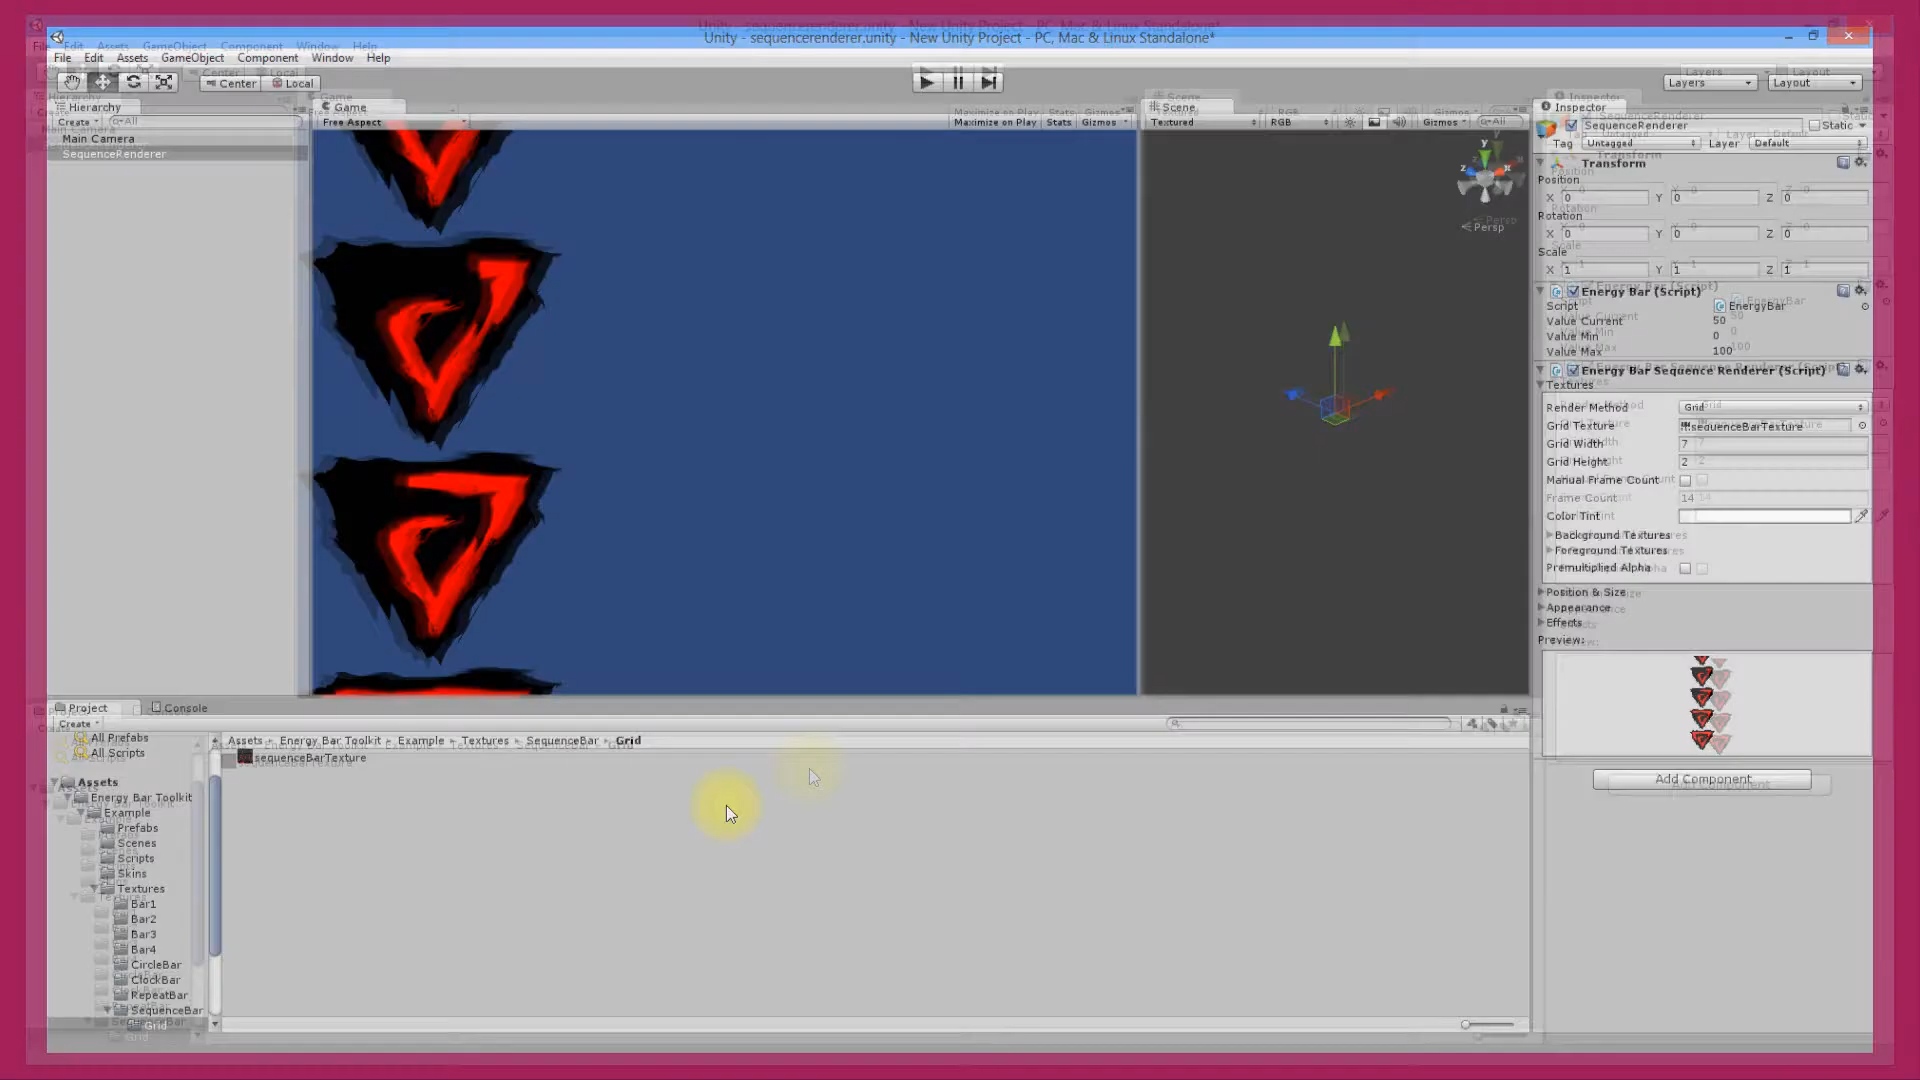 Unity - sequencerenderer.unity - New Unity Project - PC, Mac & Linux Standalone*
File Edit Assets GameObject Component Window Help
Center Local Layers Layout
Hierarchy Game Scene Inspector
Create All Free Aspect Maximize on Play Stats Gizmos Textured RGB Gizmos All
SequenceRenderer Static
Main Camera
SequenceRenderer
Tag Untagged Layer Default
Transform
Position
X 0 Y 0 Z 0
Rotation
X 0 Y 0 Z 0
Scale
X 1 Y 1 Z 1
y
z x
Persp
Energy Bar (Script)
Script EnergyBar
Value Current 50
Value Min 0
Value Max 100
Energy Bar Sequence Renderer (Script)
Textures
Render Method Grid
Grid Texture sequenceBarTexture
Grid Width 7
Grid Height 2
Manual Frame Count
Frame Count 14
Color Tint
Background Textures
Foreground Textures
Premultiplied Alpha
Position & Size
Appearance
Effects
Preview:
Add Component
Project Console
Create
All Prefabs
All Scripts
Assets
Energy Bar Toolkit
Example
Prefabs
Scenes
Scripts
Skins
Textures
Bar1
Bar2
Bar3
Bar4
CircleBar
ClockBar
RepeatBar
SequenceBar
Grid
Assets Energy Bar Toolkit Example Textures SequenceBar Grid
sequenceBarTexture